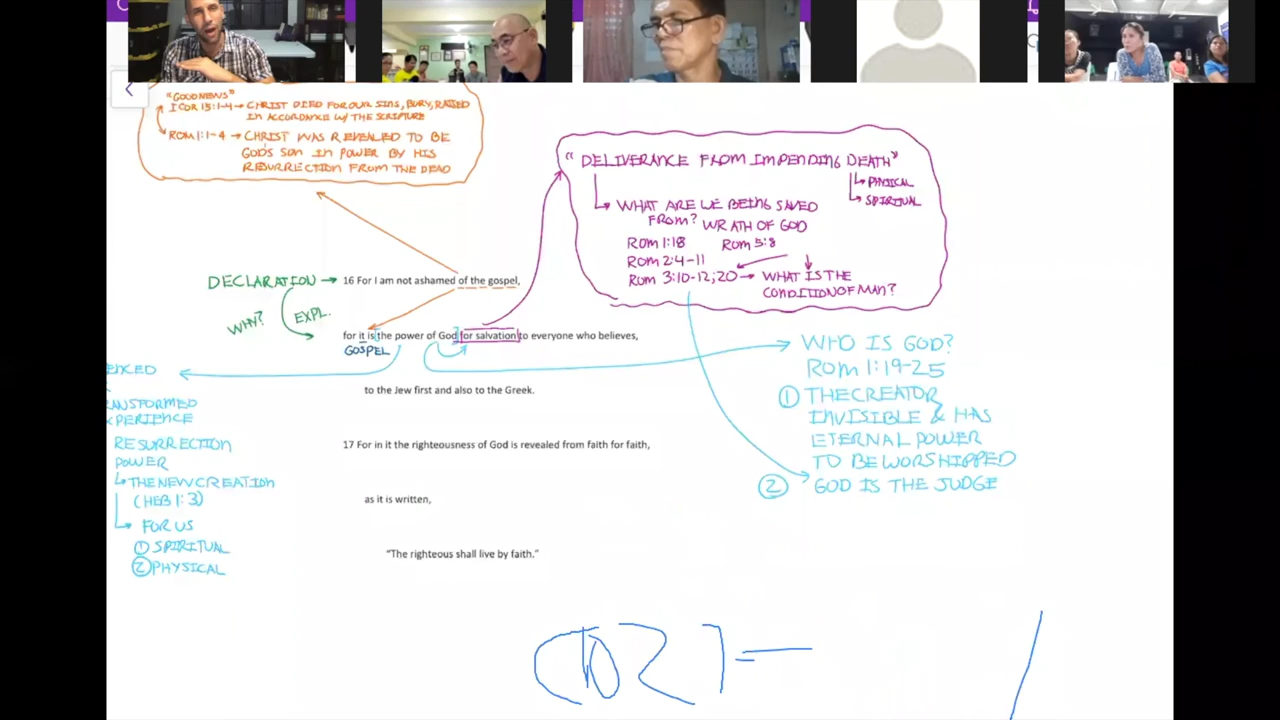 "GOODNEWS"
I COR 15:1-4 → CHRIST DIED FOR OUR SINS, BURY, RAISED
IN ACCORDANCE W/ THE SCRIPTURE
ROM 1:1-4 → CHRIST WAS REVEALED TO BE
GOD'S SON IN POWER BY HIS
RESURRECTION FROM THE DEAD
"DELIVERANCE FROM IMPENDING DEATH"
PHYSICAL
SPIRITUAL
WHAT ARE WE BEING SAVED
FROM? WRATH OF GOD
Rom 1:18 Rom 5:8
Rom 2:4-11
Rom 3:10-12;20 → WHAT IS THE
CONDITION OF MAN?
DECLARATION → 16 For I am not ashamed of the gospel,
WHY? EXPL.
for it is the power of God for salvation to everyone who believes,
GOSPEL
to the Jew first and also to the Greek.
17 For in it the righteousness of God is revealed from faith for faith,
as it is written,
"The righteous shall live by faith."
ENCED
ANSFORMED
XPERIENCE
RESURRECTION
POWER
THE NEW CREATION
(HEB 1:3)
FOR US
① SPIRITUAL
② PHYSICAL
WHO IS GOD?
Rom 1:19-25
① THE CREATOR
INVISIBLE & HAS
ETERNAL POWER
TO BE WORSHIPPED
② GOD IS THE JUDGE